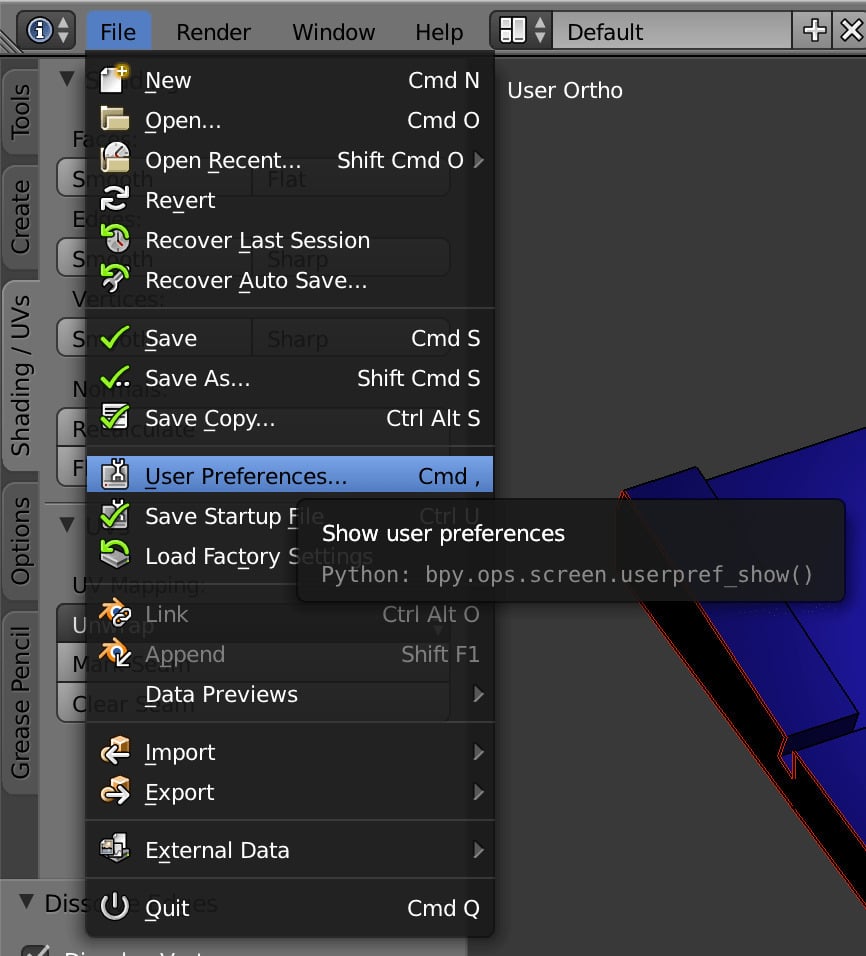 File Render Window Help Default
User Ortho
Tools
Create
Shading / UVs
Options
Grease Pencil
New Cmd N
Open... Cmd O
Open Recent... Shift Cmd O
Revert
Recover Last Session
Recover Auto Save...
Save Cmd S
Save As... Shift Cmd S
Save Copy... Ctrl Alt S
User Preferences... Cmd ,
Save Startup File Ctrl U
Load Factory Settings
Link Ctrl Alt O
Append Shift F1
Data Previews
Import
Export
External Data
Quit Cmd Q
Show user preferences
Python: bpy.ops.screen.userpref_show()
Smooth Flat
Edges:
Smooth Sharp
Vertices:
Smooth Sharp
Normals:
Recalculate
UV Mapping:
Unwrap
Mark Seam
Clear Seam
Dissolve Edges